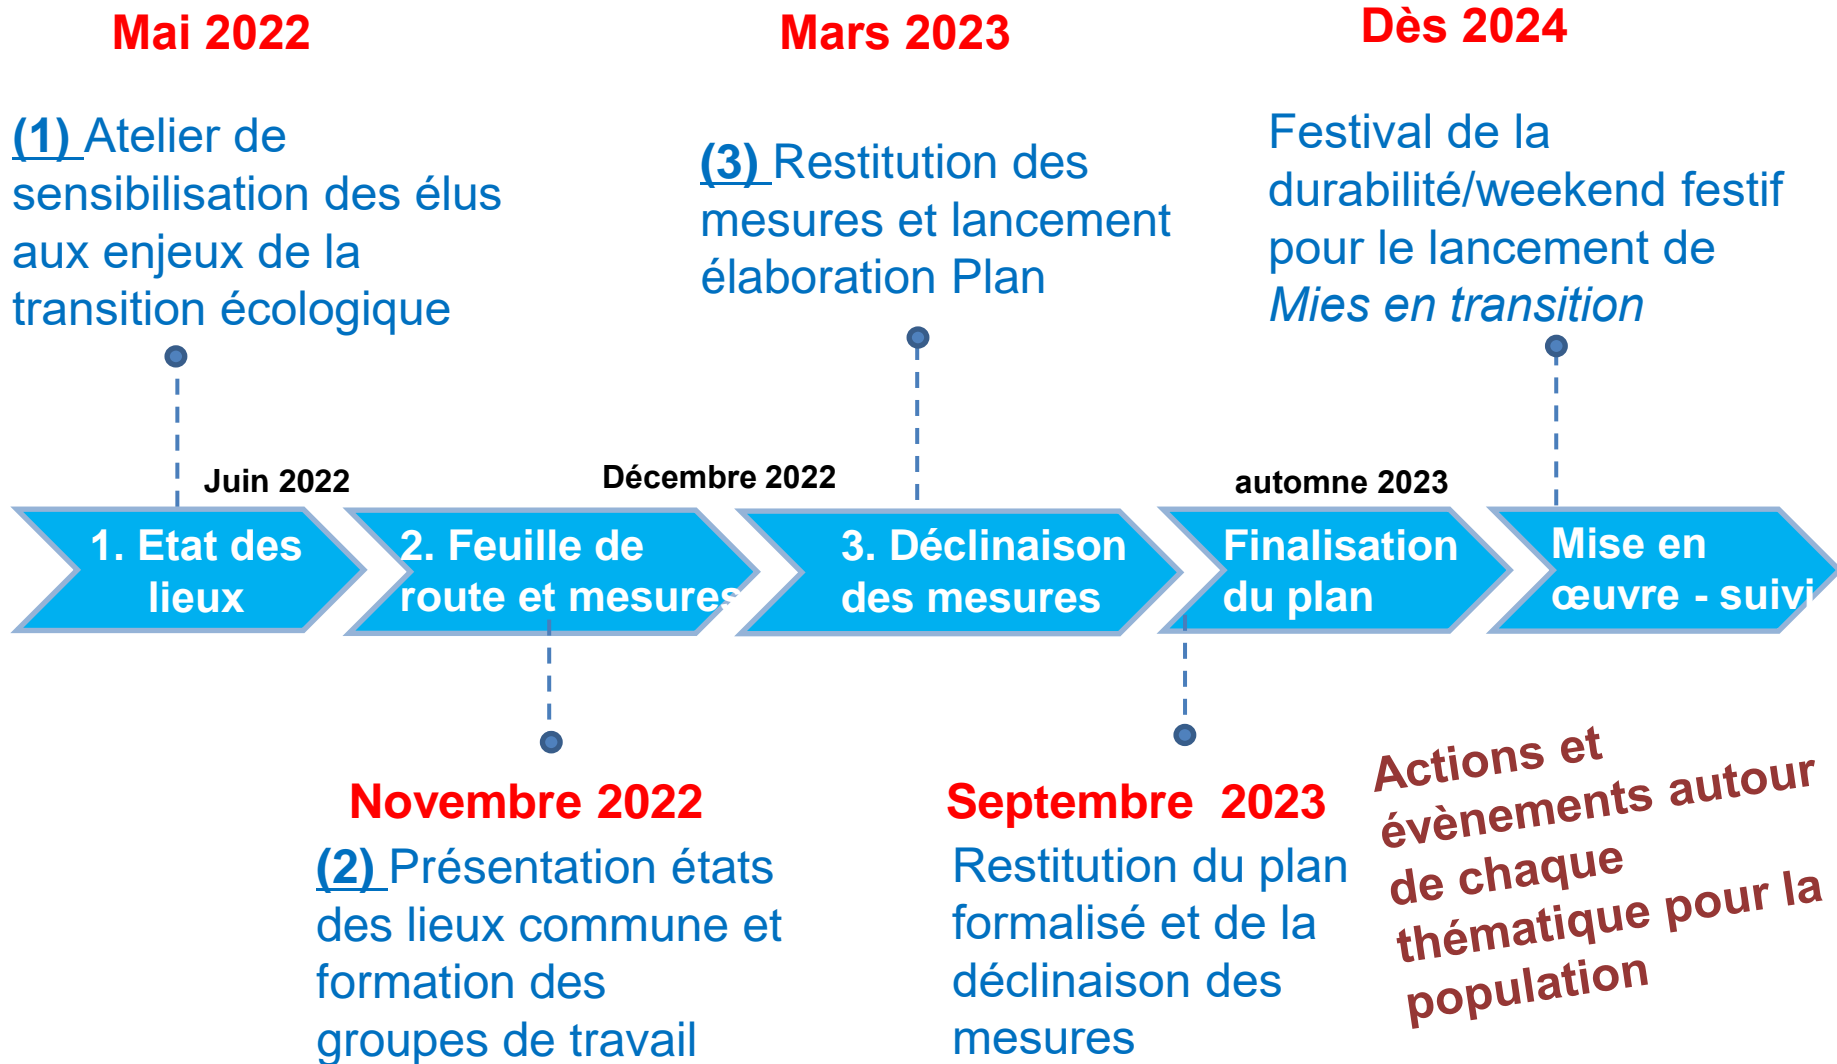 Mai 2022
(1) Atelier de
sensibilisation des élus
aux enjeux de la
transition écologique
Mars 2023
(3) Restitution des
mesures et lancement
élaboration Plan
Dès 2024
Festival de la
durabilité/weekend festif
pour le lancement de
Mies en transition
Juin 2022
Décembre 2022
automne 2023
1. Etat des
lieux
2. Feuille de
route et mesures
3. Déclinaison
des mesures
Finalisation
du plan
Mise en
œuvre - suivi
Novembre 2022
(2) Présentation états
des lieux commune et
formation des
groupes de travail
Septembre 2023
Restitution du plan
formalisé et de la
déclinaison des
mesures
Actions et
évènements autour
de chaque
thématique pour la
population